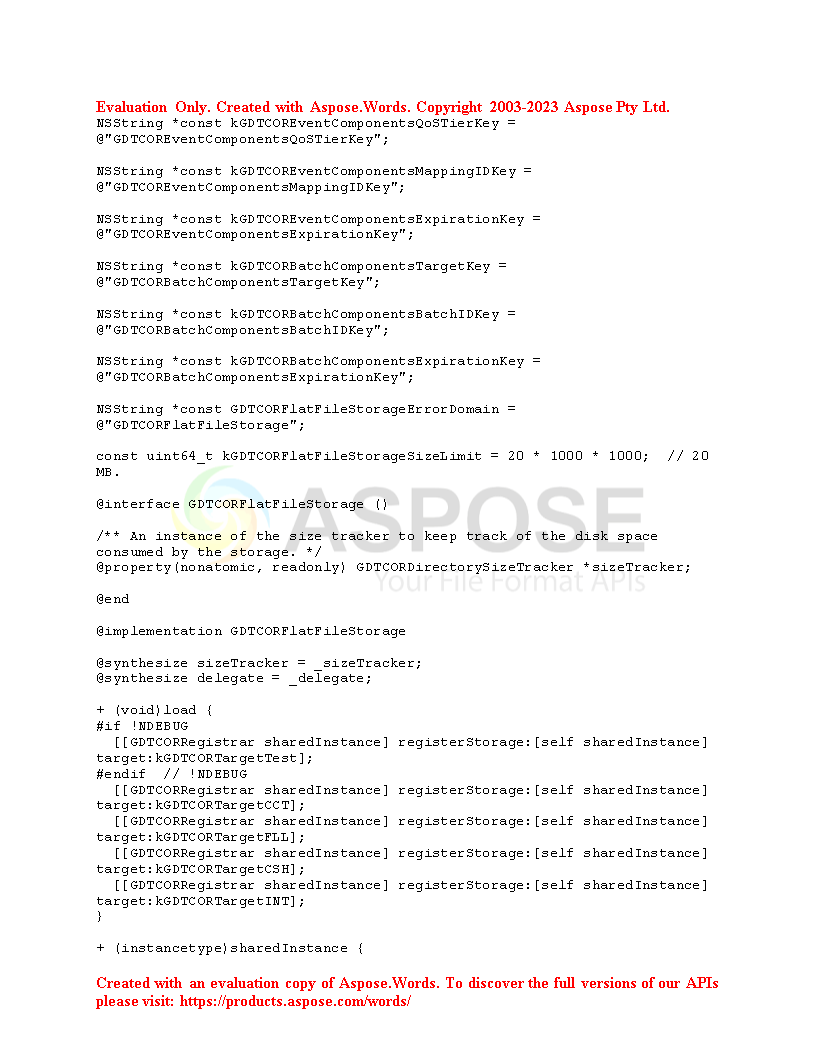 Evaluation Only. Created with Aspose.Words. Copyright 2003-2023 Aspose Pty Ltd.
NSString *const kGDTCOREventComponentsQoSTierKey =
@"GDTCOREventComponentsQoSTierKey";

NSString *const kGDTCOREventComponentsMappingIDKey =
@"GDTCOREventComponentsMappingIDKey";

NSString *const kGDTCOREventComponentsExpirationKey =
@"GDTCOREventComponentsExpirationKey";

NSString *const kGDTCORBatchComponentsTargetKey =
@"GDTCORBatchComponentsTargetKey";

NSString *const kGDTCORBatchComponentsBatchIDKey =
@"GDTCORBatchComponentsBatchIDKey";

NSString *const kGDTCORBatchComponentsExpirationKey =
@"GDTCORBatchComponentsExpirationKey";

NSString *const GDTCORFlatFileStorageErrorDomain =
@"GDTCORFlatFileStorage";

const uint64_t kGDTCORFlatFileStorageSizeLimit = 20 * 1000 * 1000;  // 20
MB.

@interface GDTCORFlatFileStorage ()
ASPOSE

/** An instance of the size tracker to keep track of the disk space
consumed by the storage. */
@property(nonatomic, readonly) GDTCORDirectorySizeTracker *sizeTracker;
Your File Format APIs

@end

@implementation GDTCORFlatFileStorage

@synthesize sizeTracker = _sizeTracker;
@synthesize delegate = _delegate;

+ (void)load {
#if !NDEBUG
  [[GDTCORRegistrar sharedInstance] registerStorage:[self sharedInstance]
target:kGDTCORTargetTest];
#endif  // !NDEBUG
  [[GDTCORRegistrar sharedInstance] registerStorage:[self sharedInstance]
target:kGDTCORTargetCCT];
  [[GDTCORRegistrar sharedInstance] registerStorage:[self sharedInstance]
target:kGDTCORTargetFLL];
  [[GDTCORRegistrar sharedInstance] registerStorage:[self sharedInstance]
target:kGDTCORTargetCSH];
  [[GDTCORRegistrar sharedInstance] registerStorage:[self sharedInstance]
target:kGDTCORTargetINT];
}

+ (instancetype)sharedInstance {

Created with an evaluation copy of Aspose.Words. To discover the full versions of our APIs
please visit: https://products.aspose.com/words/